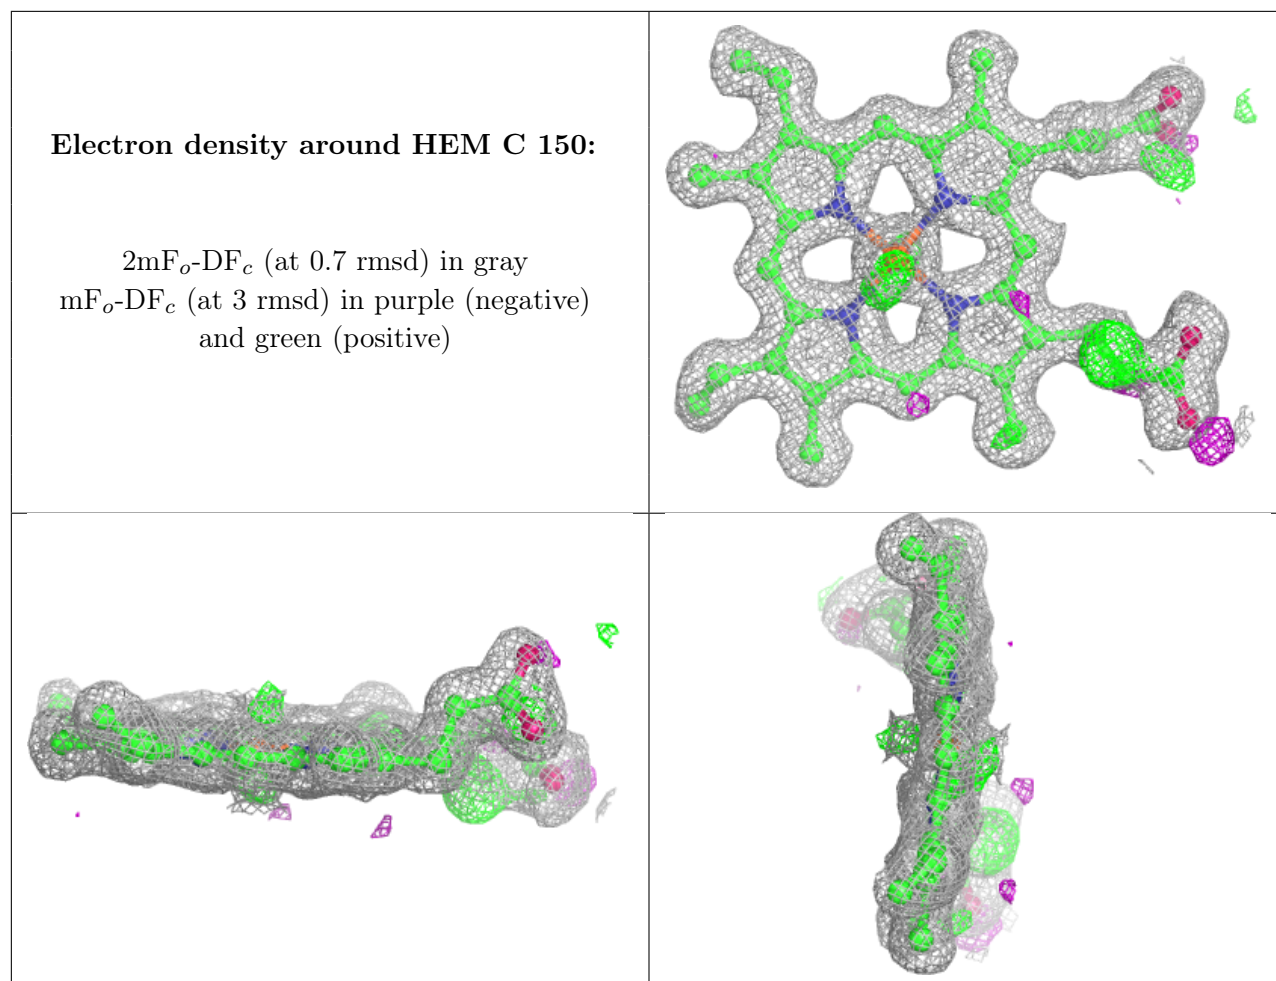 Electron density around HEM C 150:
2mFo-DFc (at 0.7 rmsd) in gray
mFo-DFc (at 3 rmsd) in purple (negative)
and green (positive)